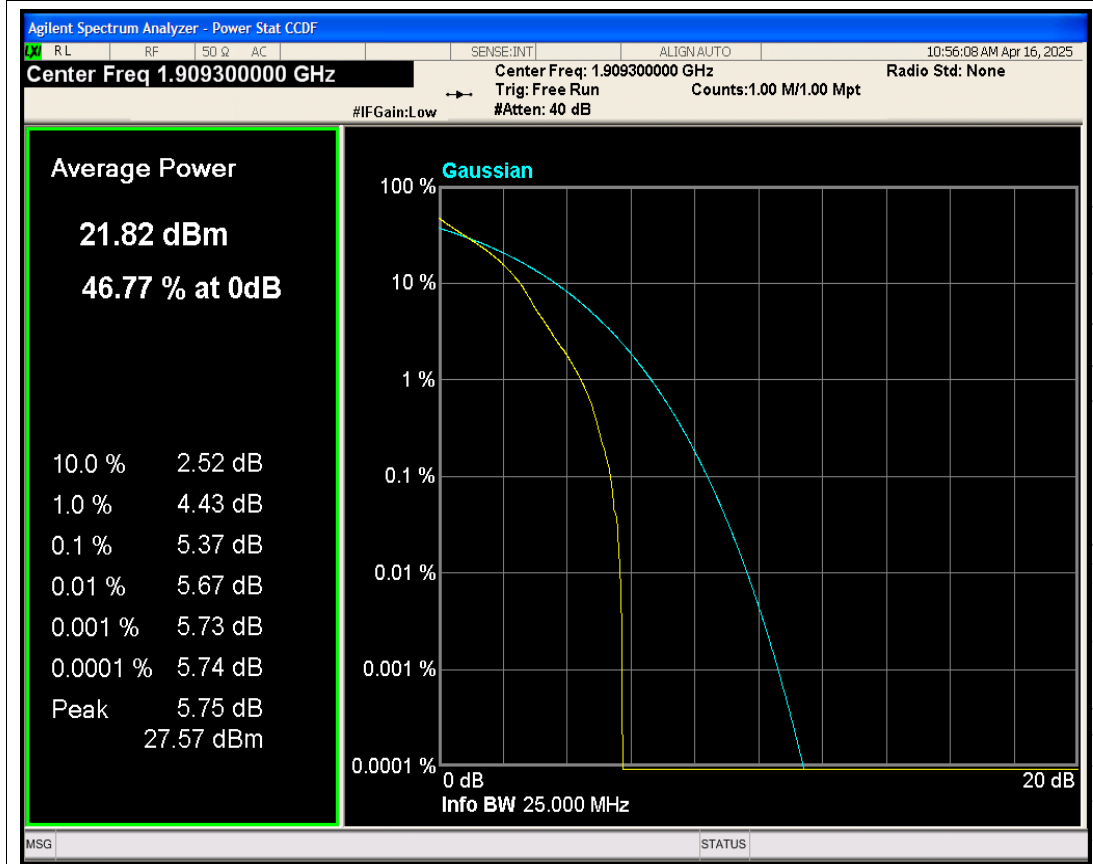 Agilent Spectrum Analyzer - Power Stat CCDF
LXI RL RF 50 Ω AC SENSE:INT ALIGN AUTO 10:56:08 AM Apr 16, 2025
Center Freq 1.909300000 GHz
Center Freq: 1.909300000 GHz
Radio Std: None
Trig: Free Run
Counts:1.00 M/1.00 Mpt
#IFGain:Low
#Atten: 40 dB
Average Power
21.82 dBm
46.77 % at 0dB
10.0 % 2.52 dB
1.0 % 4.43 dB
0.1 % 5.37 dB
0.01 % 5.67 dB
0.001 % 5.73 dB
0.0001 % 5.74 dB
Peak 5.75 dB
27.57 dBm
Gaussian
100 %
10 %
1 %
0.1 %
0.01 %
0.001 %
0.0001 %
0 dB 20 dB
Info BW 25.000 MHz
MSG STATUS